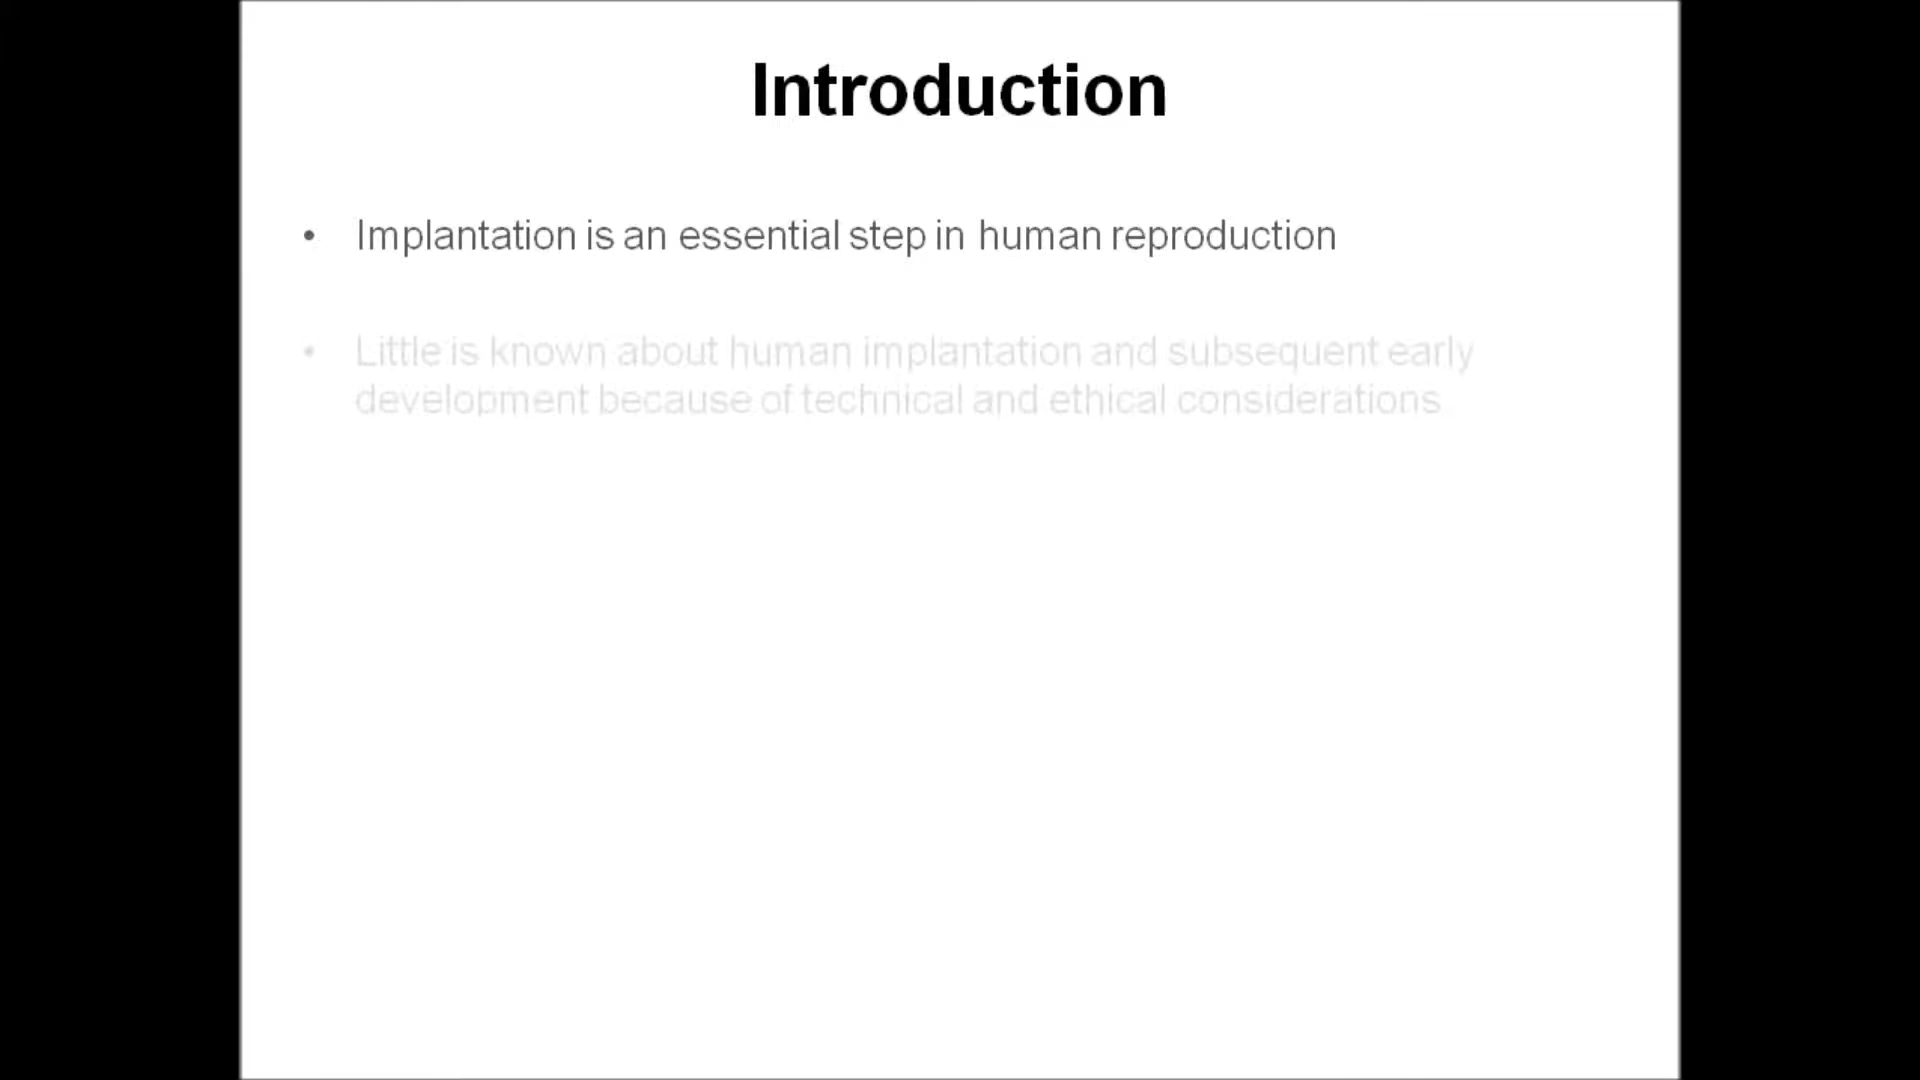 Introduction
• Implantation is an essential step in human reproduction
• Little is known about human implantation and subsequent early
development because of technical and ethical considerations